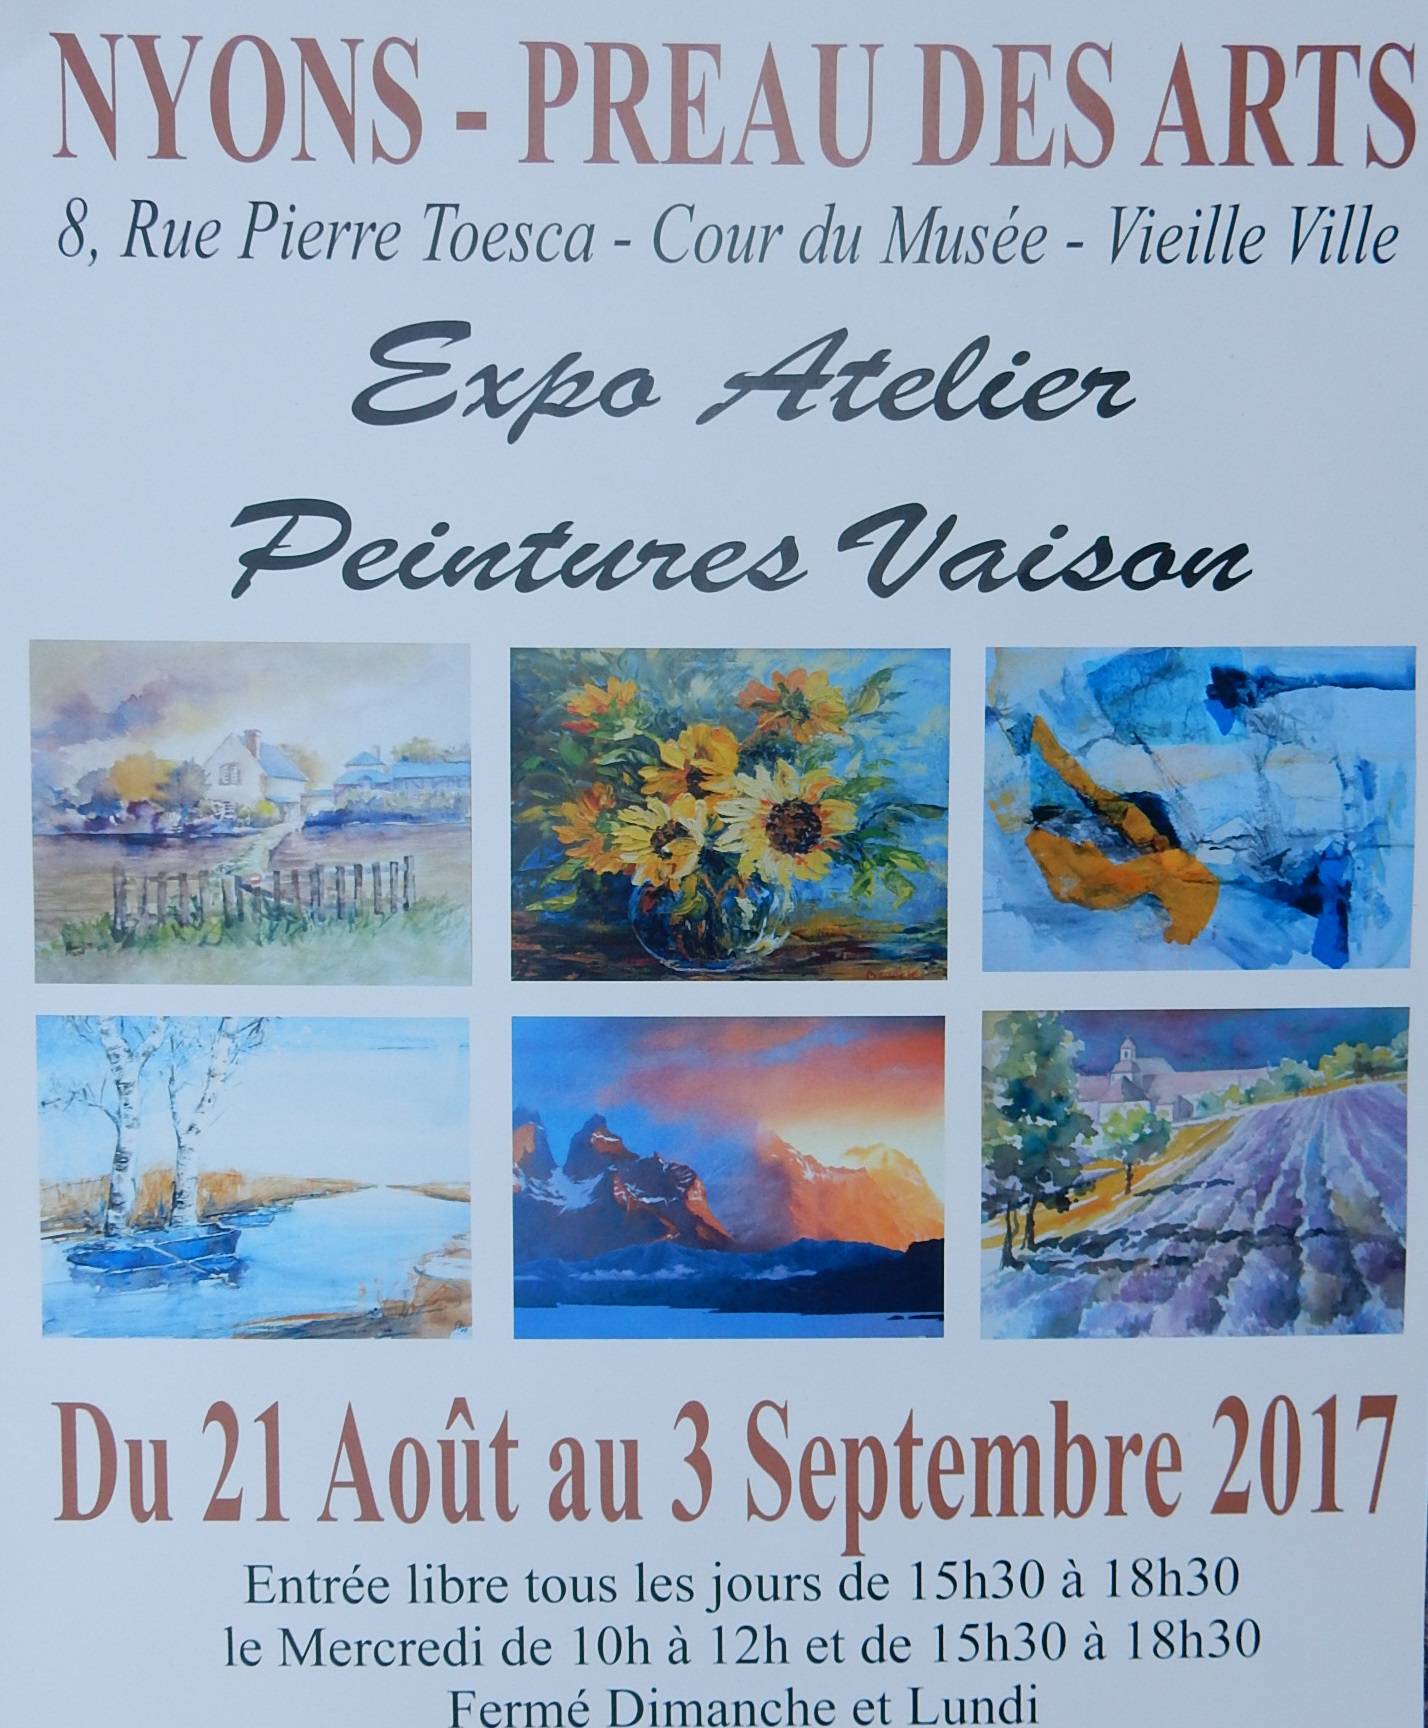 NYONS - PREAU DES ARTS
8, Rue Pierre Toesca - Cour du Musée - Vieille Ville
Expo Atelier
Peintures Vaison
Du 21 Août au 3 Septembre 2017
Entrée libre tous les jours de 15h30 à 18h30
le Mercredi de 10h à 12h et de 15h30 à 18h30
Fermé Dimanche et Lundi